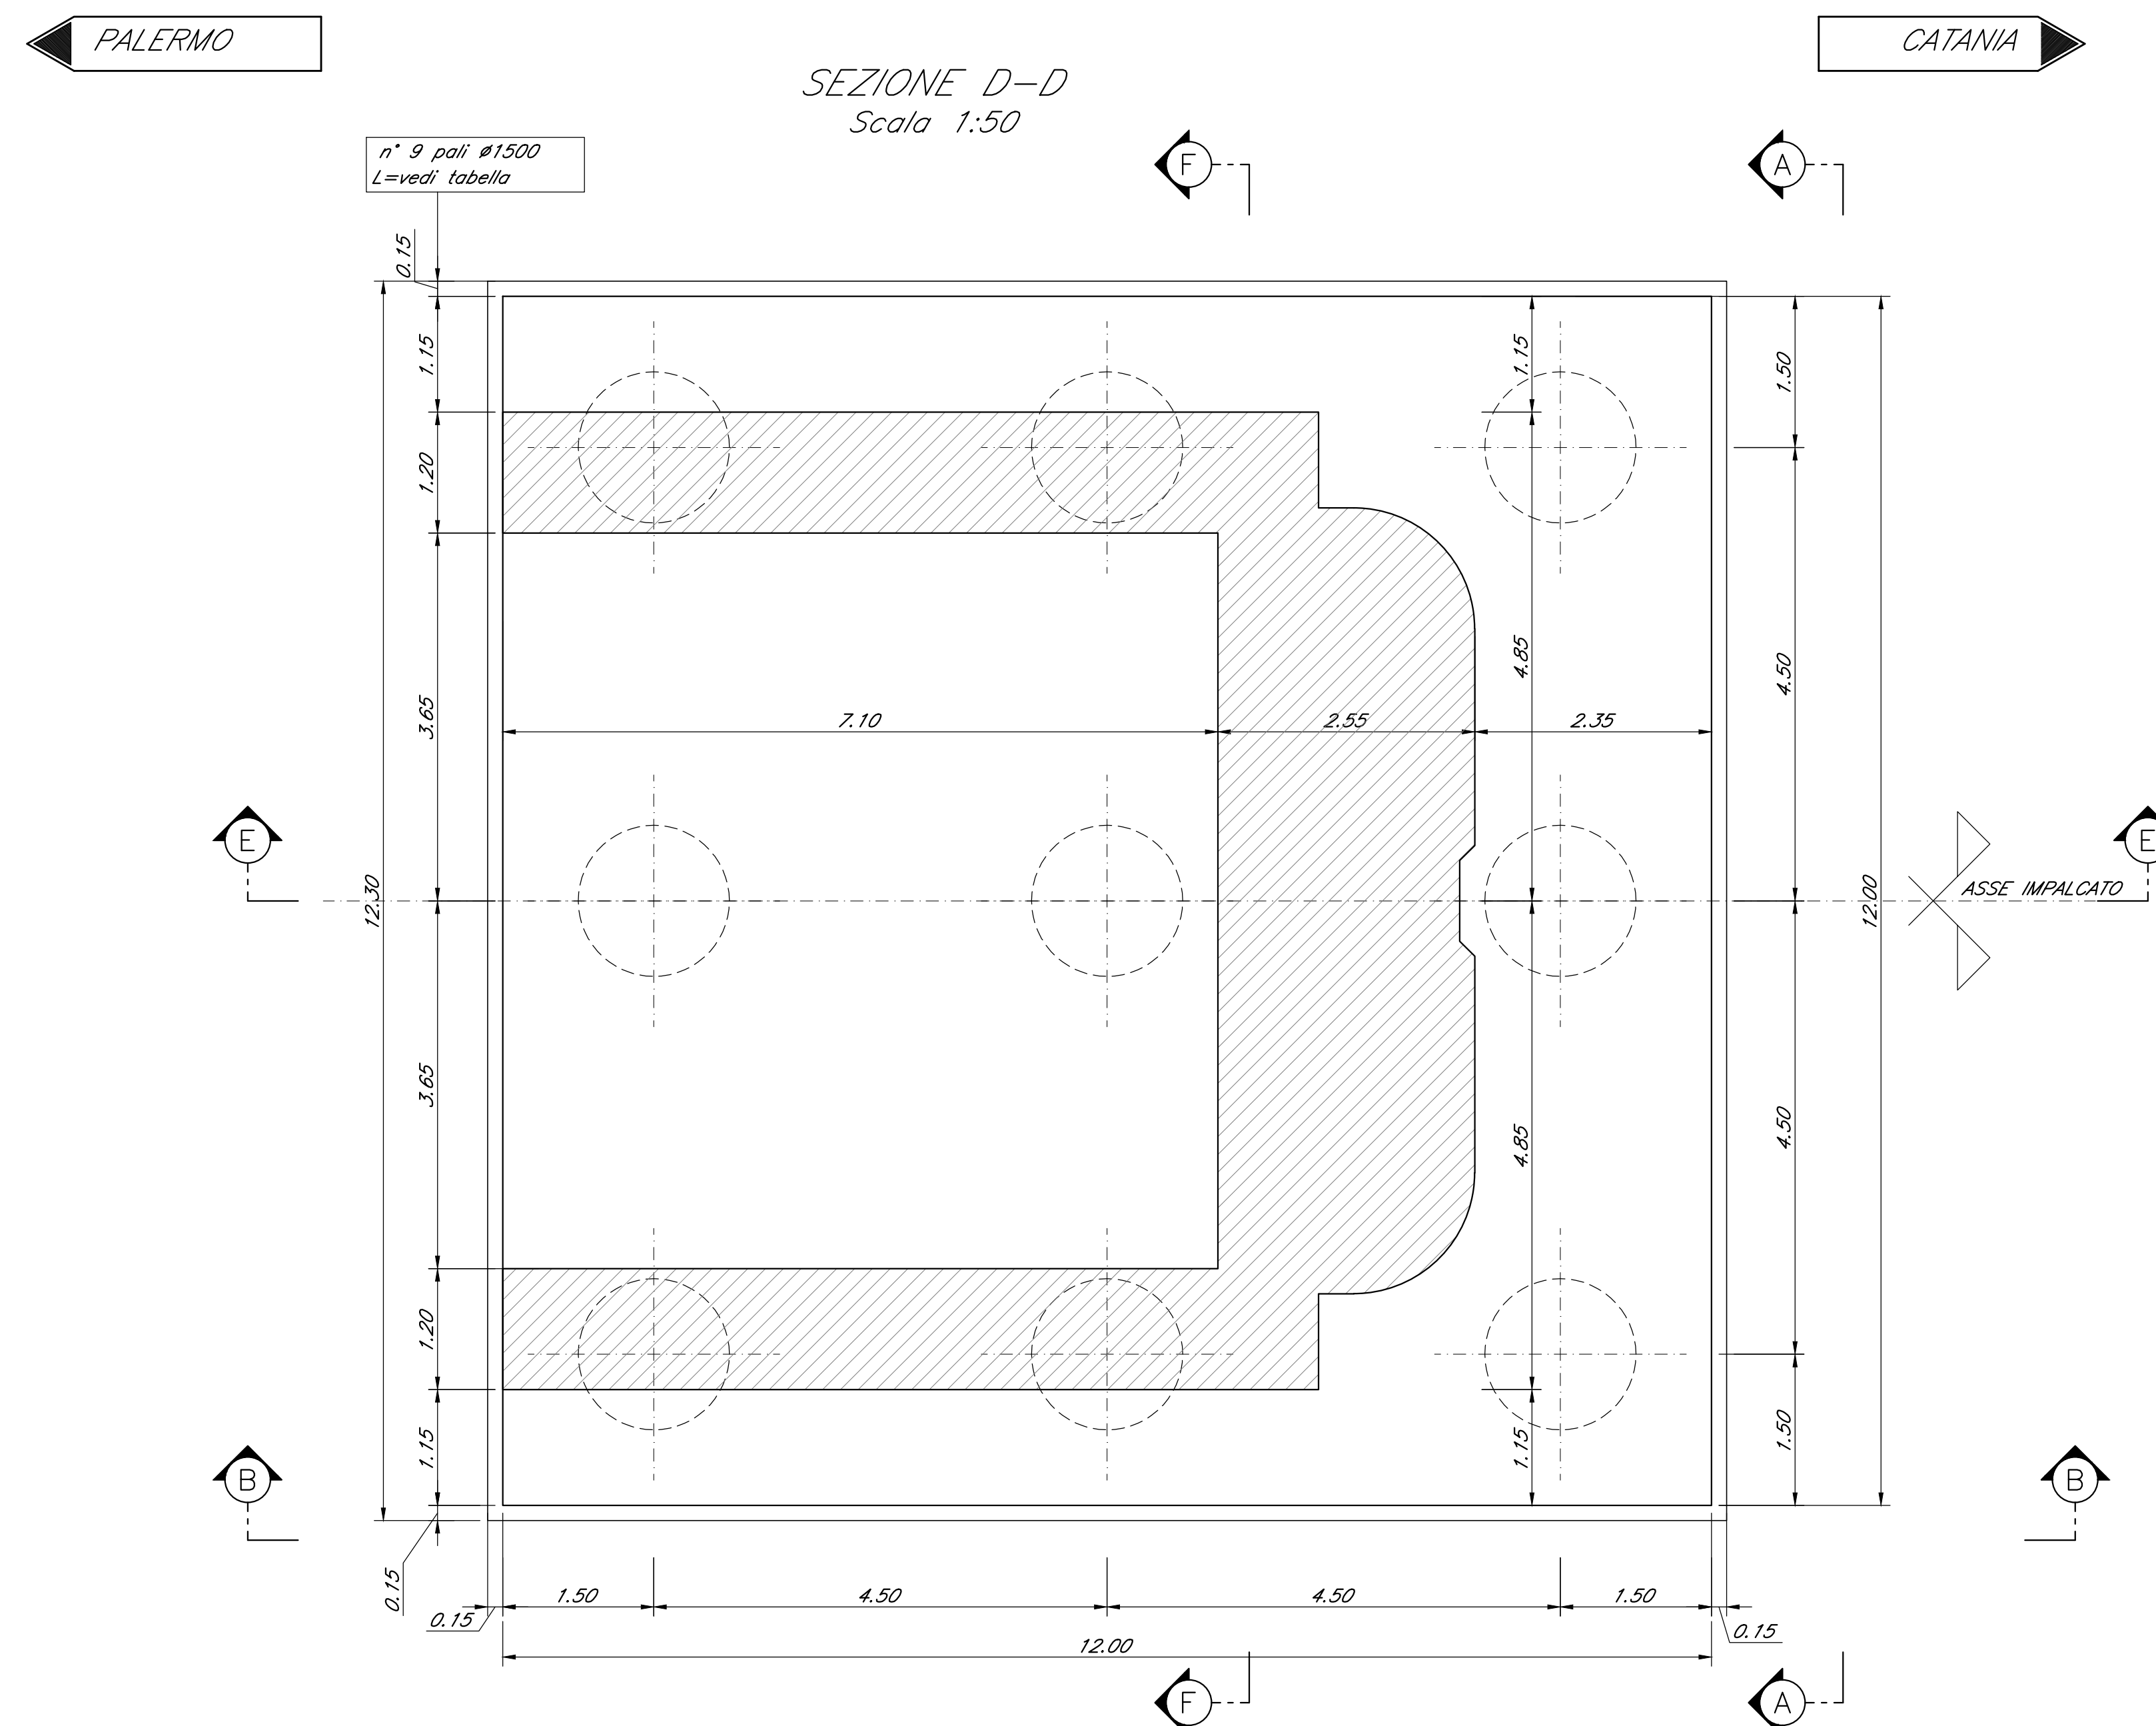 PALERMO
CATANIA
SEZIONE D-D
Scala 1:50
n° 9 pali ø1500
L=vedi tabella
F
A
0.15
1.15
1.15
1.50
1.20
3.65
4.85
4.50
7.10
2.55
2.35
E
E
12.30
12.00
ASSE IMPALCATO
3.65
4.85
4.50
1.20
1.15
1.15
1.50
B
B
0.15
0.15
1.50
4.50
4.50
1.50
0.15
12.00
F
A